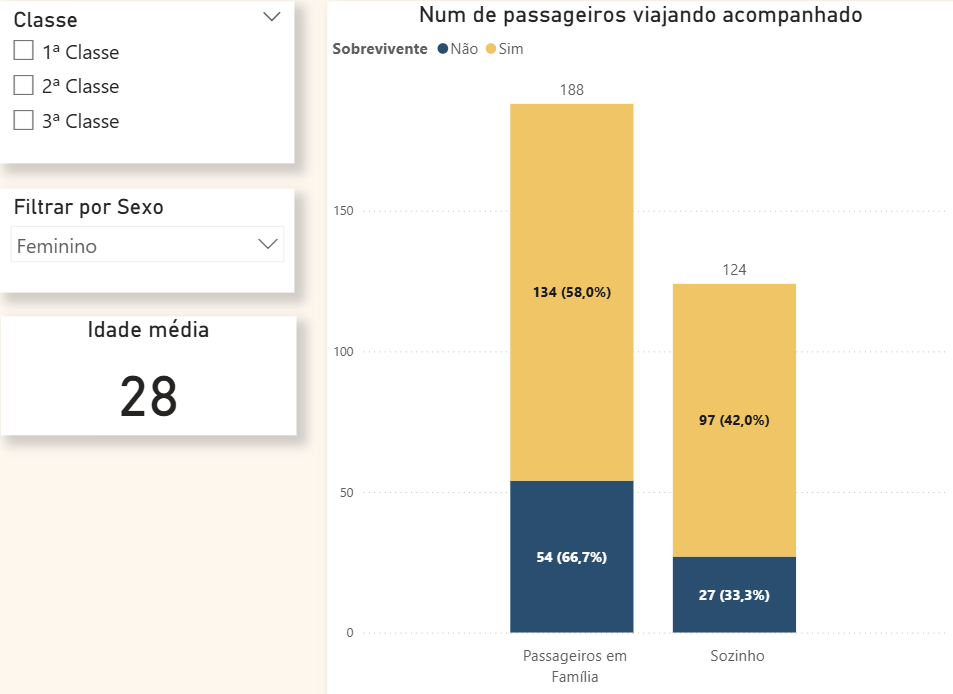 Classe
1ª Classe
2ª Classe
3ª Classe
Filtrar por Sexo
Feminino
Idade média
28
Num de passageiros viajando acompanhado
Sobrevivente Não Sim
188
150
134 (58,0%)
124
100
97 (42,0%)
50
54 (66,7%)
27 (33,3%)
0
Passageiros em
Família
Sozinho